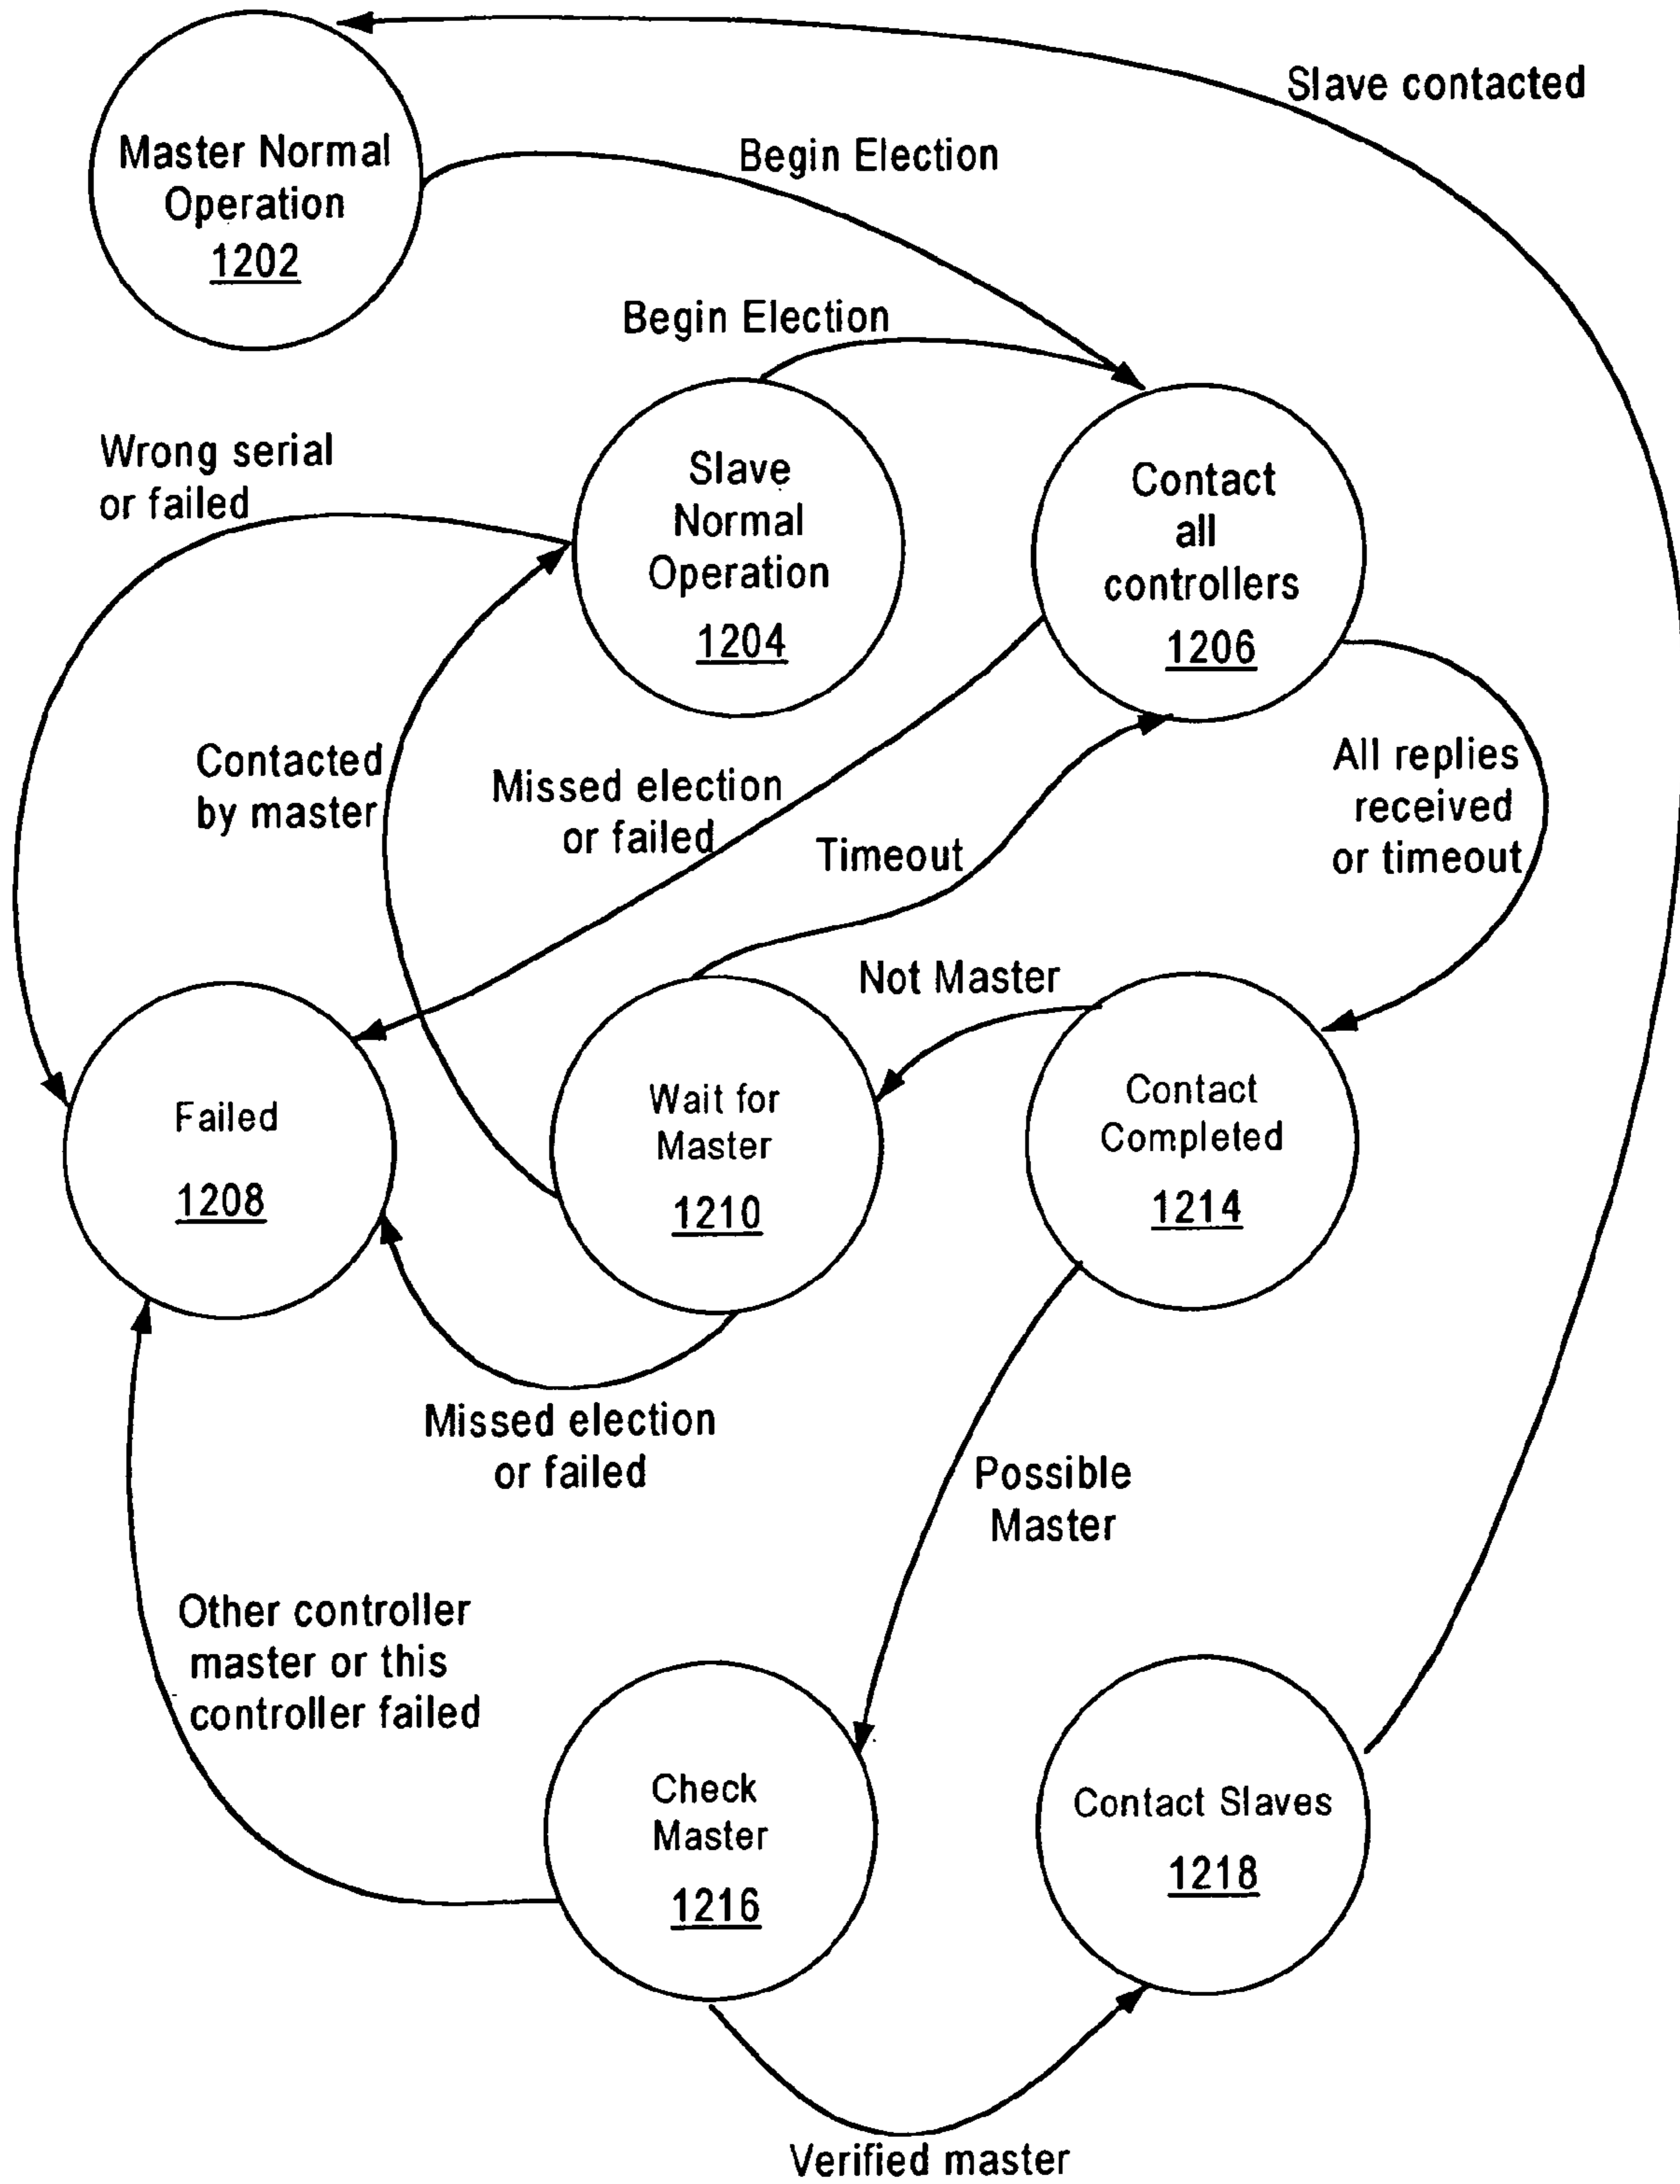 Slave contacted
Master Normal
Operation
1202
Begin Election
Begin Election
Wrong serial
or failed
Slave
Normal
Operation
1204
Contact
all
controllers
1206
Contacted
by master
Missed election
or failed
Timeout
All replies
received
or timeout
Not Master
Failed
1208
Wait for
Master
1210
Contact
Completed
1214
Missed election
or failed
Possible
Master
Other controller
master or this
controller failed
Check
Master
1216
Contact Slaves
1218
Verified master